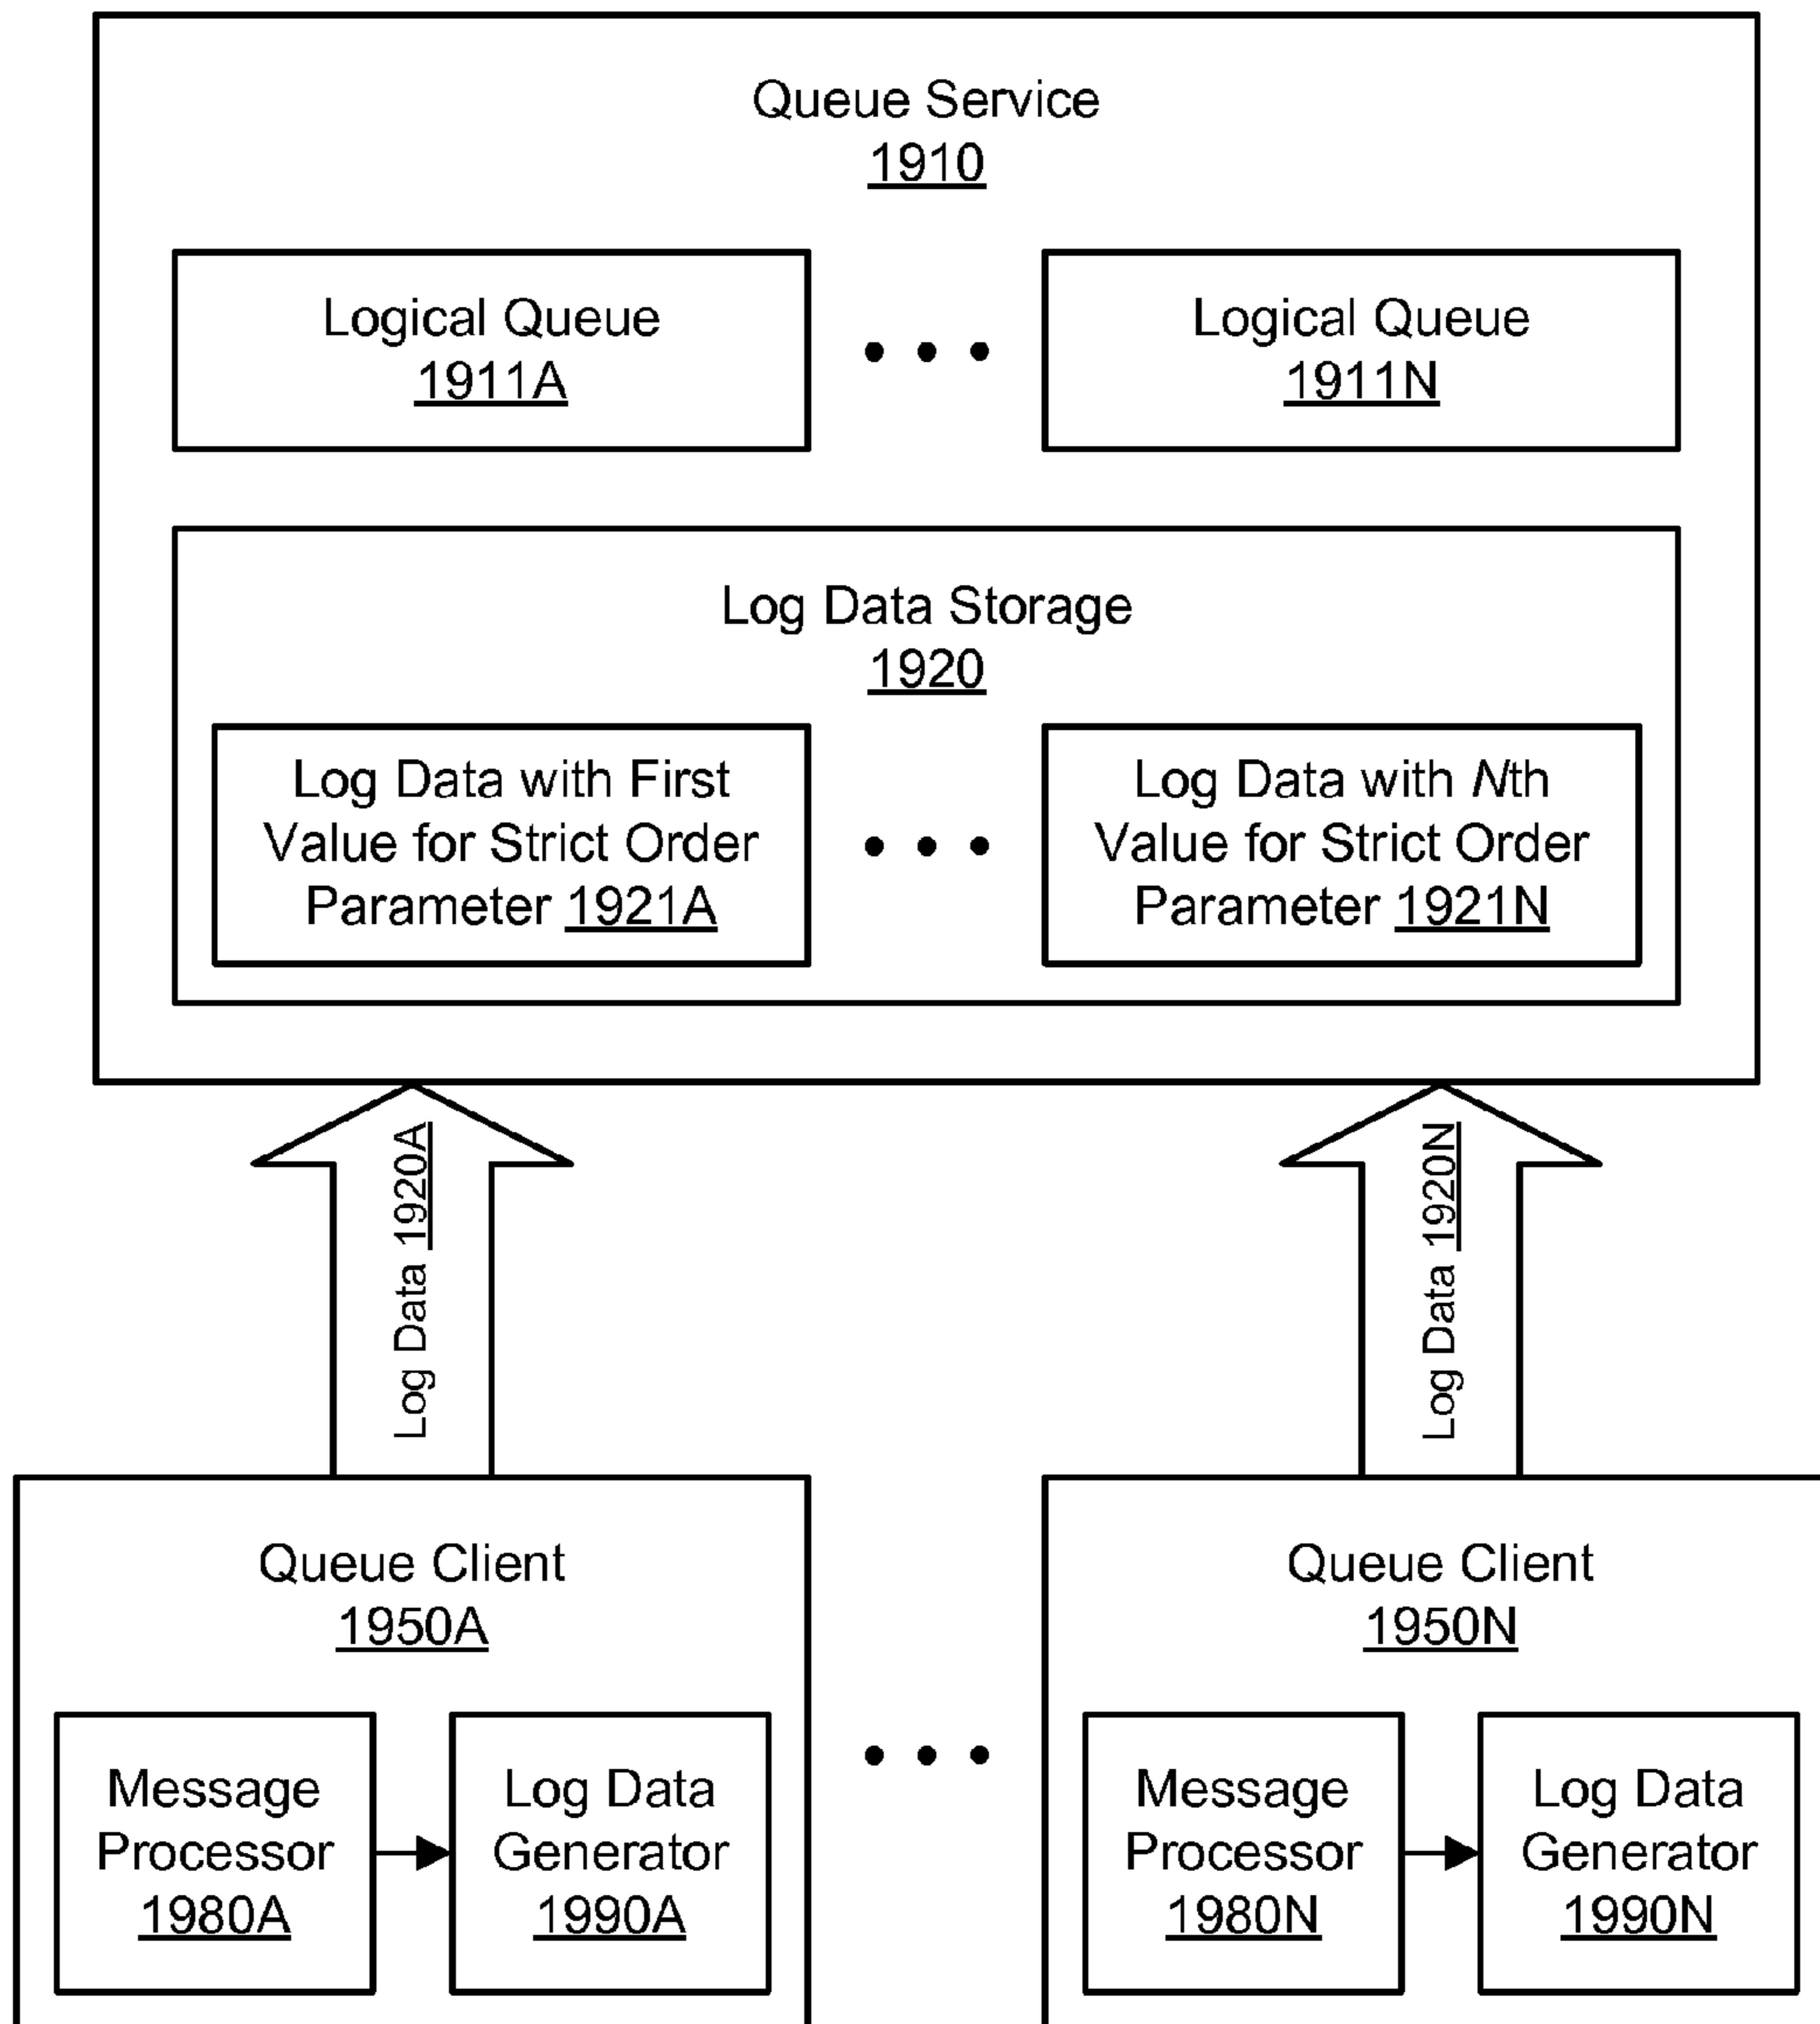 Queue Service
1910
Logical Queue
1911A
Logical Queue
1911N
Log Data Storage
1920
Log Data with First
Value for Strict Order
Parameter 1921A
Log Data with Nth
Value for Strict Order
Parameter 1921N
Log Data 1920A
Log Data 1920N
Queue Client
1950A
Message
Processor
1980A
Log Data
Generator
1990A
Queue Client
1950N
Message
Processor
1980N
Log Data
Generator
1990N